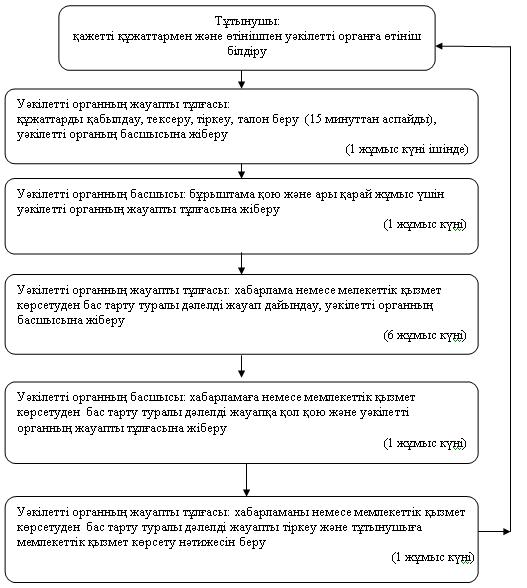 Тұтынушы:
қажетті құжаттармен және өтінішпен уәкілетті органға өтініш
білдіру
Уәкілетті органның жауапты тұлғасы:
құжаттарды қабылдау, тексеру, тіркеу, талон беру (15 минуттан аспайды),
уәкілетті органың басшысына жіберу
(1 жұмыс күні ішінде)
Уәкілетті органның басшысы: бұрыштама қою және ары қарай жұмыс үшін
уәкілетті органның жауапты тұлғасына жіберу
(1 жұмыс күні)
Уәкілетті органның жауапты тұлғасы: хабарлама немесе мелекеттік қызмет
көрсетуден бас тарту туралы дәлелді жауап дайындау, уәкілетті органның
басшысына жіберу
(6 жұмыс күні)
Уәкілетті органның басшысы: хабарламаға немесе мемлекеттік қызмет
көрсетуден бас тарту туралы дәлелді жауапқа қол қою және уәкілетті
органның жауапты тұлғасына жіберу
(1 жұмыс күні)
Уәкілетті органның жауапты тұлғасы: хабарламаны немесе мемлекеттік қызмет
көрсетуден бас тарту туралы дәлелді жауапты тіркеу және тұтынушыға
мемлекеттік қызмет көрсету нәтижесін беру
(1 жұмыс күні)